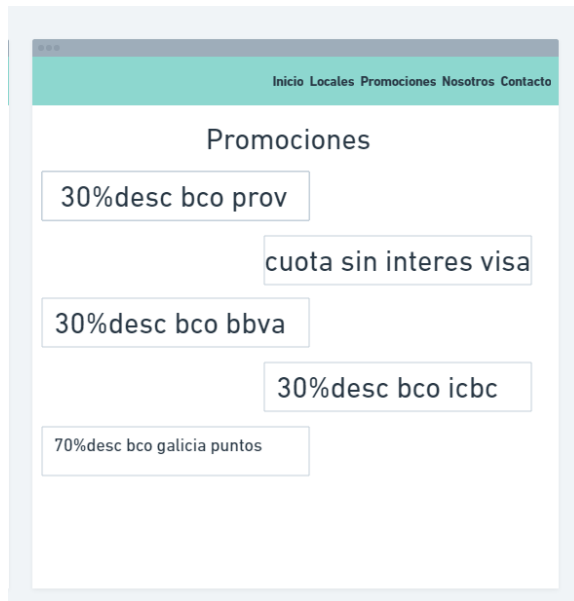 Inicio Locales Promociones Nosotros Contacto
Promociones
30%desc bco prov
cuota sin interes visa
30%desc bco bbva
30%desc bco icbc
70%desc bco galicia puntos